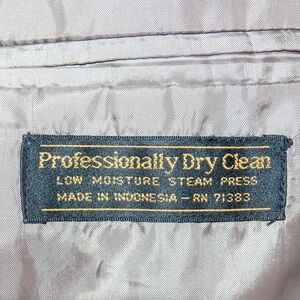 Professionally Dry Clean
LOW MOISTURE STEAM PRESS
MADE IN INDONESIA – RN 71383